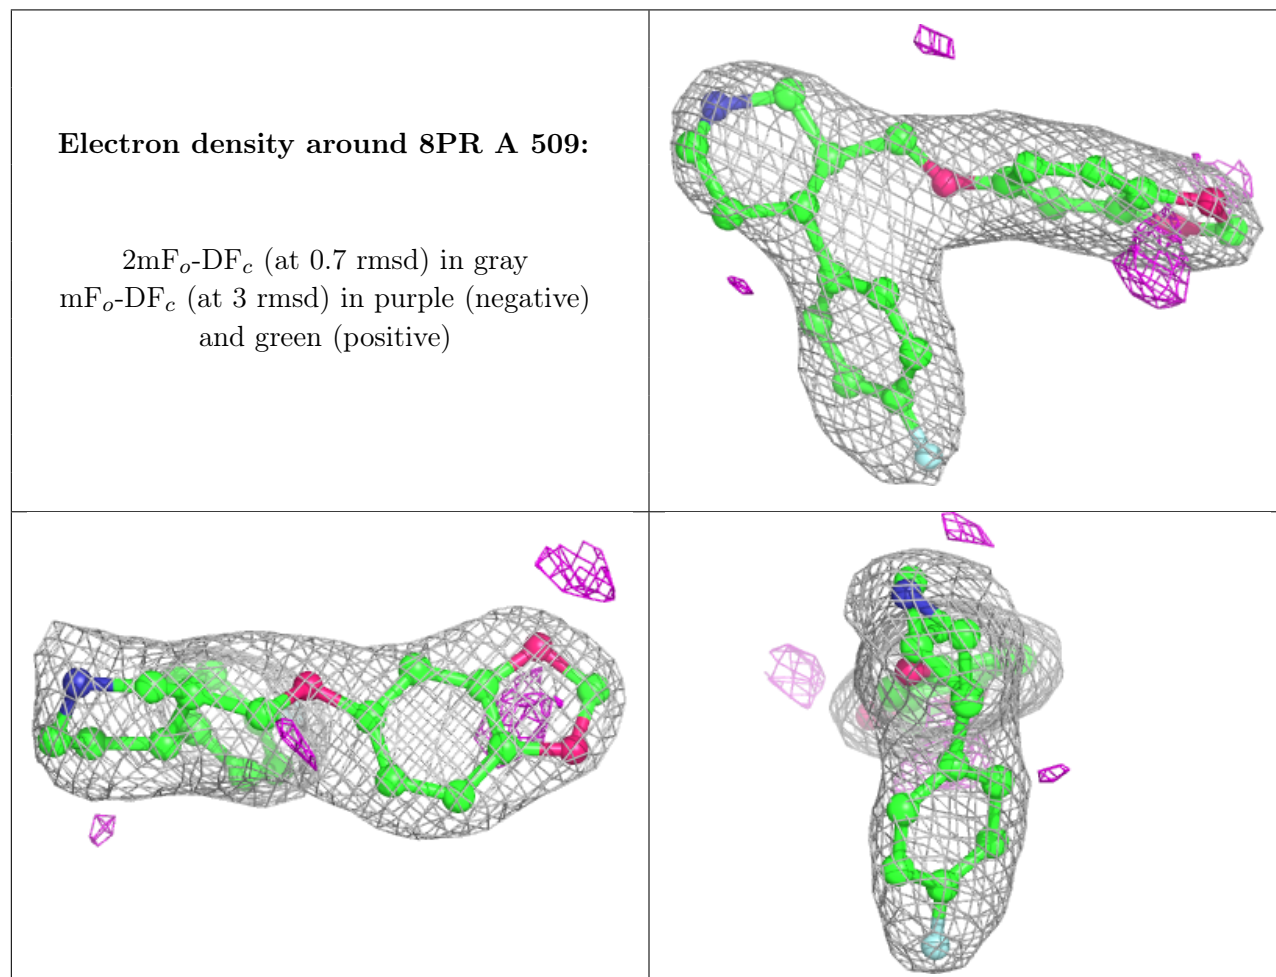 Electron density around 8PR A 509:
2mFo-DFc (at 0.7 rmsd) in gray
mFo-DFc (at 3 rmsd) in purple (negative)
and green (positive)